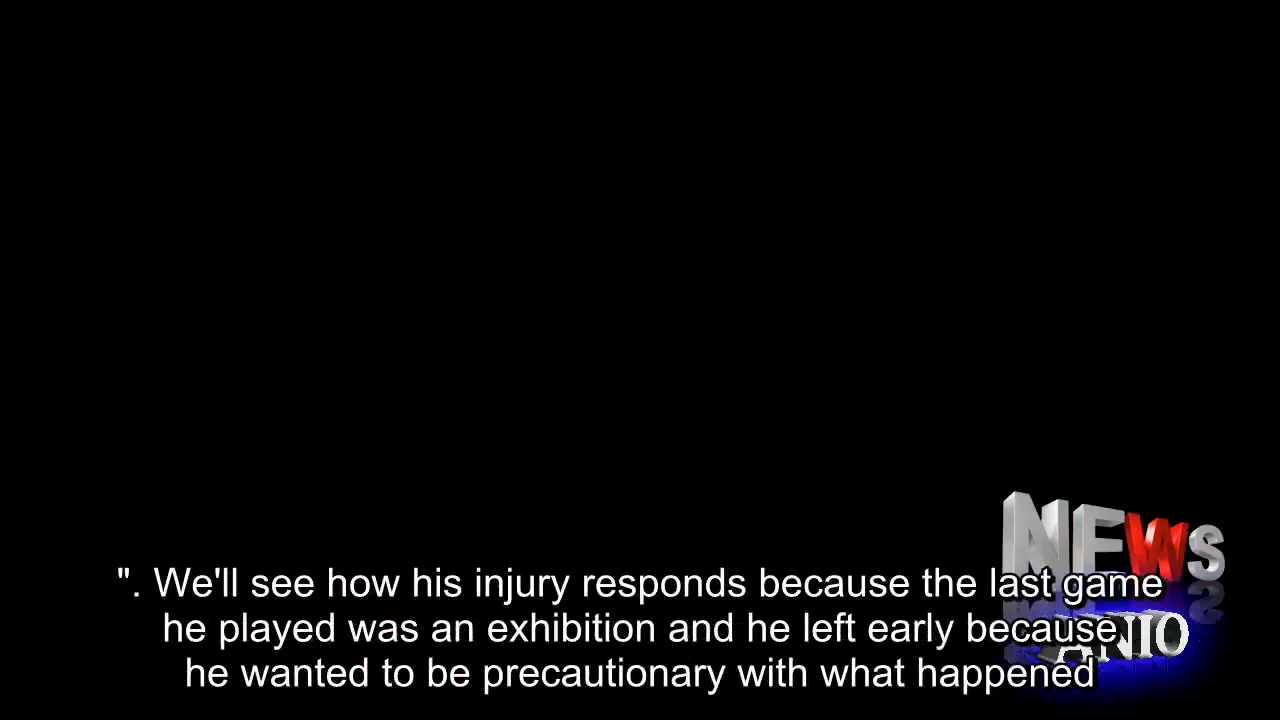 NEWS
". We'll see how his injury responds because the last game
he played was an exhibition and he left early because
ANIO
he wanted to be precautionary with what happened